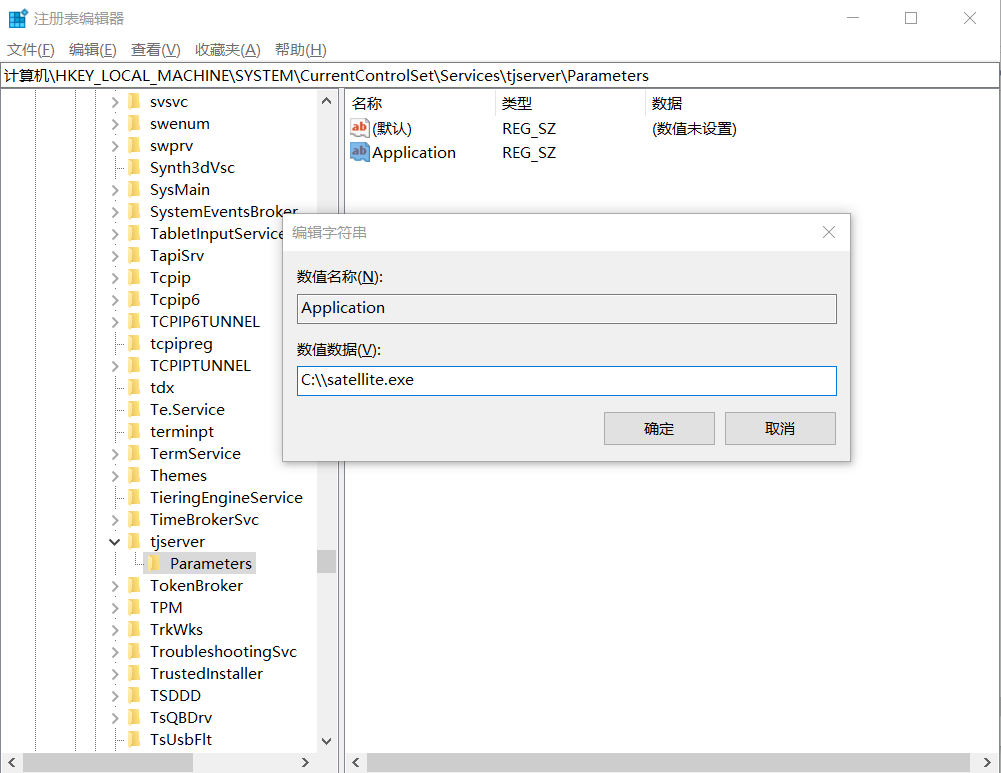 注册表编辑器
文件(F) 编辑(E) 查看(V) 收藏夹(A) 帮助(H)
计算机\HKEY_LOCAL_MACHINE\SYSTEM\CurrentControlSet\Services\tjserver\Parameters
svsvc
swenum
swprv
Synth3dVsc
SysMain
SystemEventsBroker
TabletInputService
TapiSrv
Tcpip
Tcpip6
TCPIP6TUNNEL
tcpipreg
TCPIPTUNNEL
tdx
Te.Service
terminpt
TermService
Themes
TieringEngineService
TimeBrokerSvc
tjserver
Parameters
TokenBroker
TPM
TrkWks
TroubleshootingSvc
TrustedInstaller
TSDDD
TsQBDrv
TsUsbFlt
名称 类型 数据
ab (默认) REG_SZ (数值未设置)
ab Application REG_SZ
编辑字符串
数值名称(N):
Application
数值数据(V):
C:\\satellite.exe
确定 取消